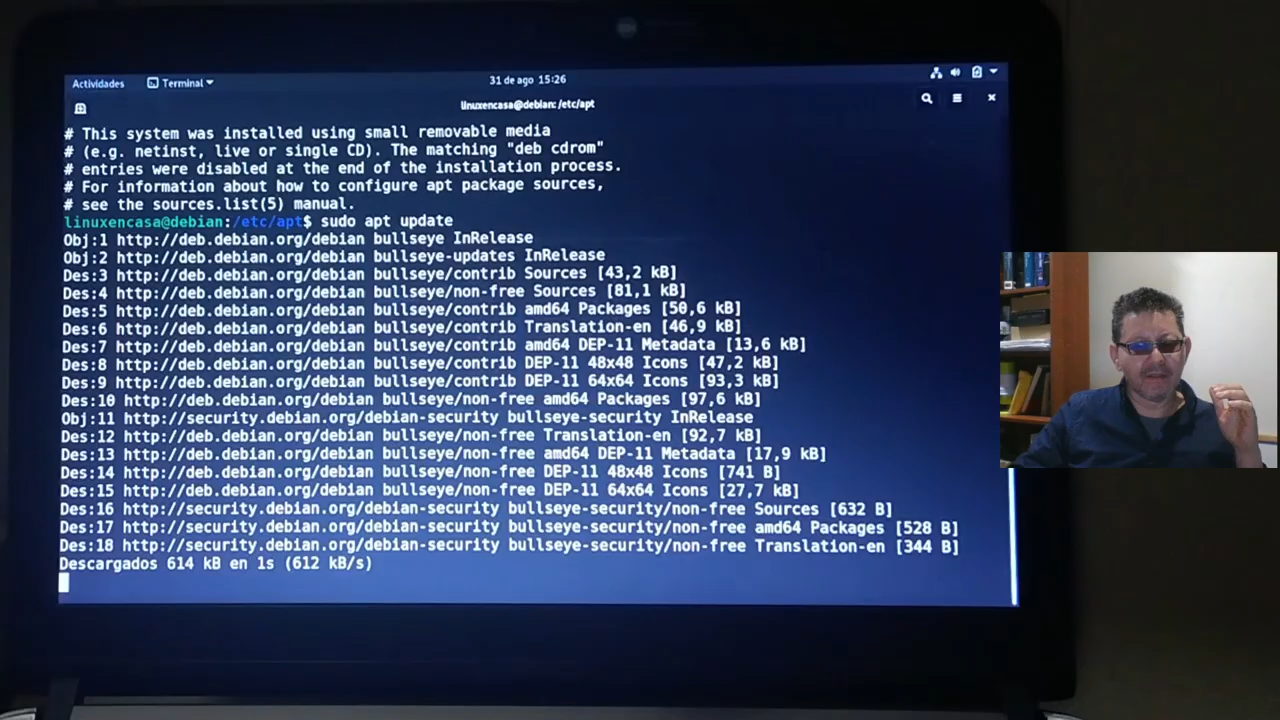 Actividades Terminal 31 de ago 15:26
linuxencasa@debian: /etc/apt
# This system was installed using small removable media
# (e.g. netinst, live or single CD). The matching "deb cdrom"
# entries were disabled at the end of the installation process.
# For information about how to configure apt package sources,
# see the sources.list(5) manual.
linuxencasa@debian:/etc/apt$ sudo apt update
Obj:1 http://deb.debian.org/debian bullseye InRelease
Obj:2 http://deb.debian.org/debian bullseye-updates InRelease
Des:3 http://deb.debian.org/debian bullseye/contrib Sources [43,2 kB]
Des:4 http://deb.debian.org/debian bullseye/non-free Sources [81,1 kB]
Des:5 http://deb.debian.org/debian bullseye/contrib amd64 Packages [50,6 kB]
Des:6 http://deb.debian.org/debian bullseye/contrib Translation-en [46,9 kB]
Des:7 http://deb.debian.org/debian bullseye/contrib amd64 DEP-11 Metadata [13,6 kB]
Des:8 http://deb.debian.org/debian bullseye/contrib DEP-11 48x48 Icons [47,2 kB]
Des:9 http://deb.debian.org/debian bullseye/contrib DEP-11 64x64 Icons [93,3 kB]
Des:10 http://deb.debian.org/debian bullseye/non-free amd64 Packages [97,6 kB]
Obj:11 http://security.debian.org/debian-security bullseye-security InRelease
Des:12 http://deb.debian.org/debian bullseye/non-free Translation-en [92,7 kB]
Des:13 http://deb.debian.org/debian bullseye/non-free amd64 DEP-11 Metadata [17,9 kB]
Des:14 http://deb.debian.org/debian bullseye/non-free DEP-11 48x48 Icons [741 B]
Des:15 http://deb.debian.org/debian bullseye/non-free DEP-11 64x64 Icons [27,7 kB]
Des:16 http://security.debian.org/debian-security bullseye-security/non-free Sources [632 B]
Des:17 http://security.debian.org/debian-security bullseye-security/non-free amd64 Packages [528 B]
Des:18 http://security.debian.org/debian-security bullseye-security/non-free Translation-en [344 B]
Descargados 614 kB en 1s (612 kB/s)